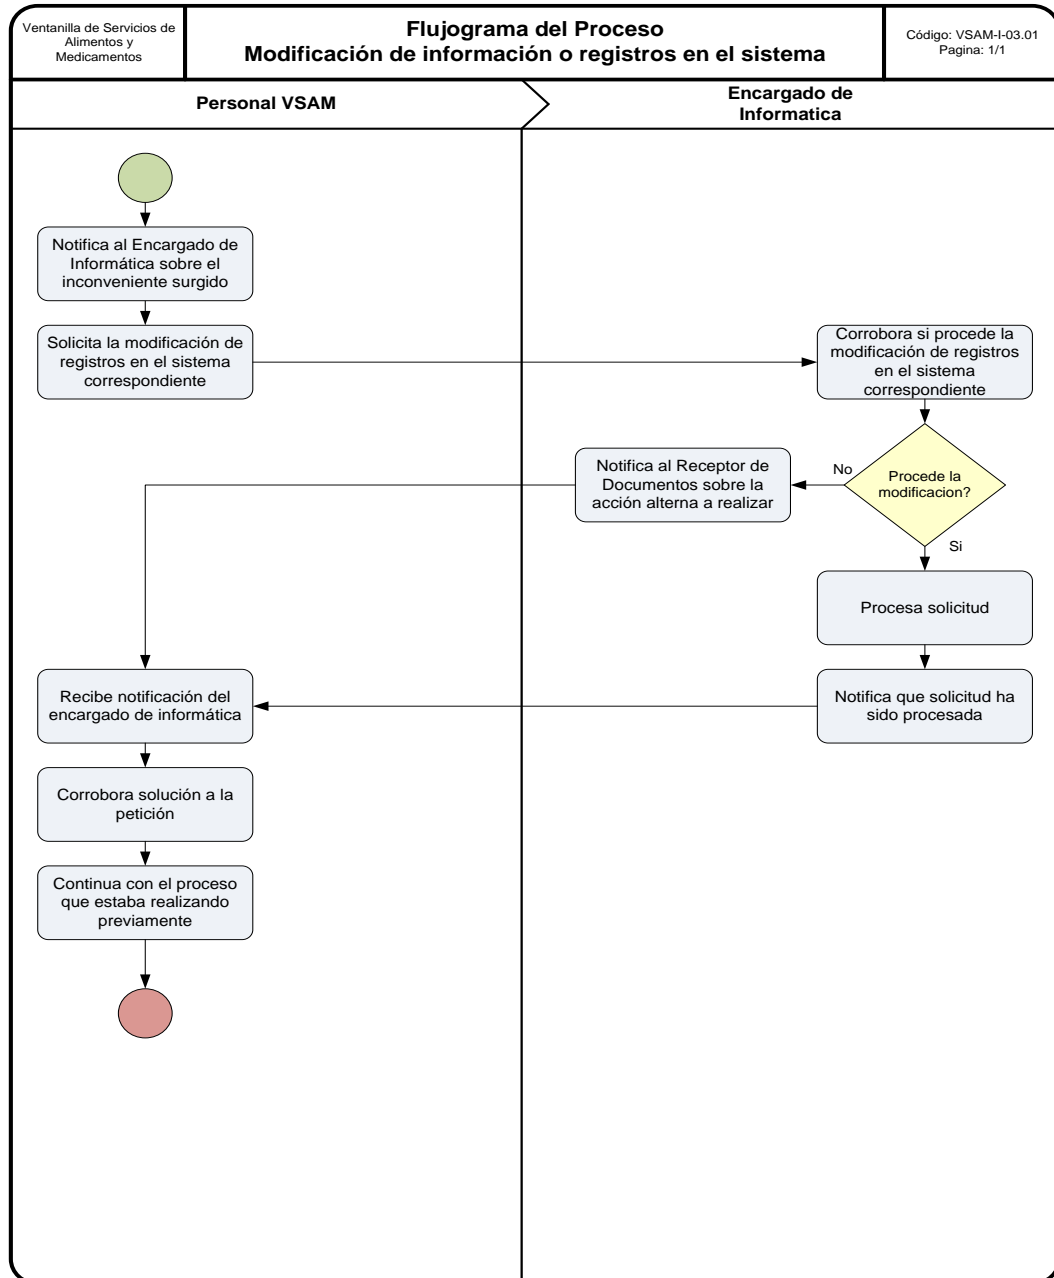 Ventanilla de Servicios de
Alimentos y
Medicamentos
Flujograma del Proceso
Modificación de información o registros en el sistema
Código: VSAM-I-03.01
Pagina: 1/1
Personal VSAM
Encargado de
Informatica
Notifica al Encargado de
Informática sobre el
inconveniente surgido
Solicita la modificación de
registros en el sistema
correspondiente
Corrobora si procede la
modificación de registros
en el sistema
correspondiente
Procede la
modificacion?
No
Notifica al Receptor de
Documentos sobre la
acción alterna a realizar
Si
Procesa solicitud
Notifica que solicitud ha
sido procesada
Recibe notificación del
encargado de informática
Corrobora solución a la
petición
Continua con el proceso
que estaba realizando
previamente